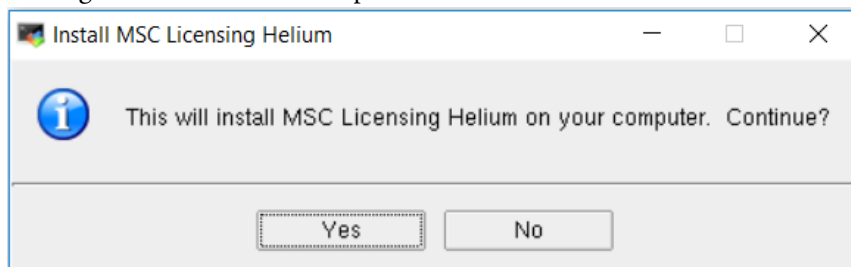 Install MSC Licensing Helium
This will install MSC Licensing Helium on your computer. Continue?
Yes
No